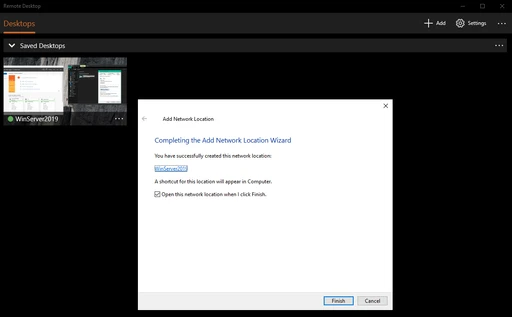 Remote Desktop
Desktops
Add
Settings
Saved Desktops
WinServer2019
Add Network Location
Completing the Add Network Location Wizard
You have successfully created this network location:
WinServer2019
A shortcut for this location will appear in Computer.
Open this network location when I click Finish.
Finish
Cancel